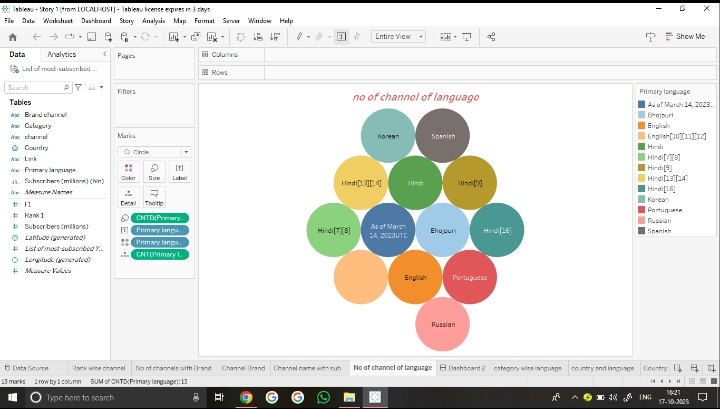 Tableau - Story 1 [from LOCALHOST] - Tableau license expires in 3 days
File Data Worksheet Dashboard Story Analysis Map Format Server Window Help
Entire View
Show Me
Data Analytics
List of most-subscribed ...
Search
Tables
Abc Brand channel
Abc Category
Abc channel
Country
Abc Link
Abc Primary language
Subscribers (millions) (bin)
Abc Measure Names
# F1
# Rank 1
# Subscribers (millions)
Latitude (generated)
# List of most-subscribed Y...
Longitude (generated)
# Measure Values
Pages
Filters
Marks
Circle
Color Size Label
Detail Tooltip
CNTD(Primary..
Primary langu..
Primary langu..
CNT(Primary l..
Columns
Rows
no of channel of language
Korean Spanish
Hindi[13][14] Hindi Hindi[9]
Hindi[7][8] As of March 14, 2023UTC Bhojpuri Hindi[16]
English Portuguese
Russian
Primary language
As of March 14, 2023..
Bhojpuri
English
English[10][11][12]
Hindi
Hindi[7][8]
Hindi[9]
Hindi[13][14]
Hindi[16]
Korean
Portuguese
Russian
Spanish
Data Source Rank wise channel No of channels with Brand Channel Brand Channel name with sub No of channel of language Dashboard 2 category wise language country and language Country
13 marks 1 row by 1 column SUM of CNTD(Primary language): 13
Type here to search
ENG
16:21
17-10-2023